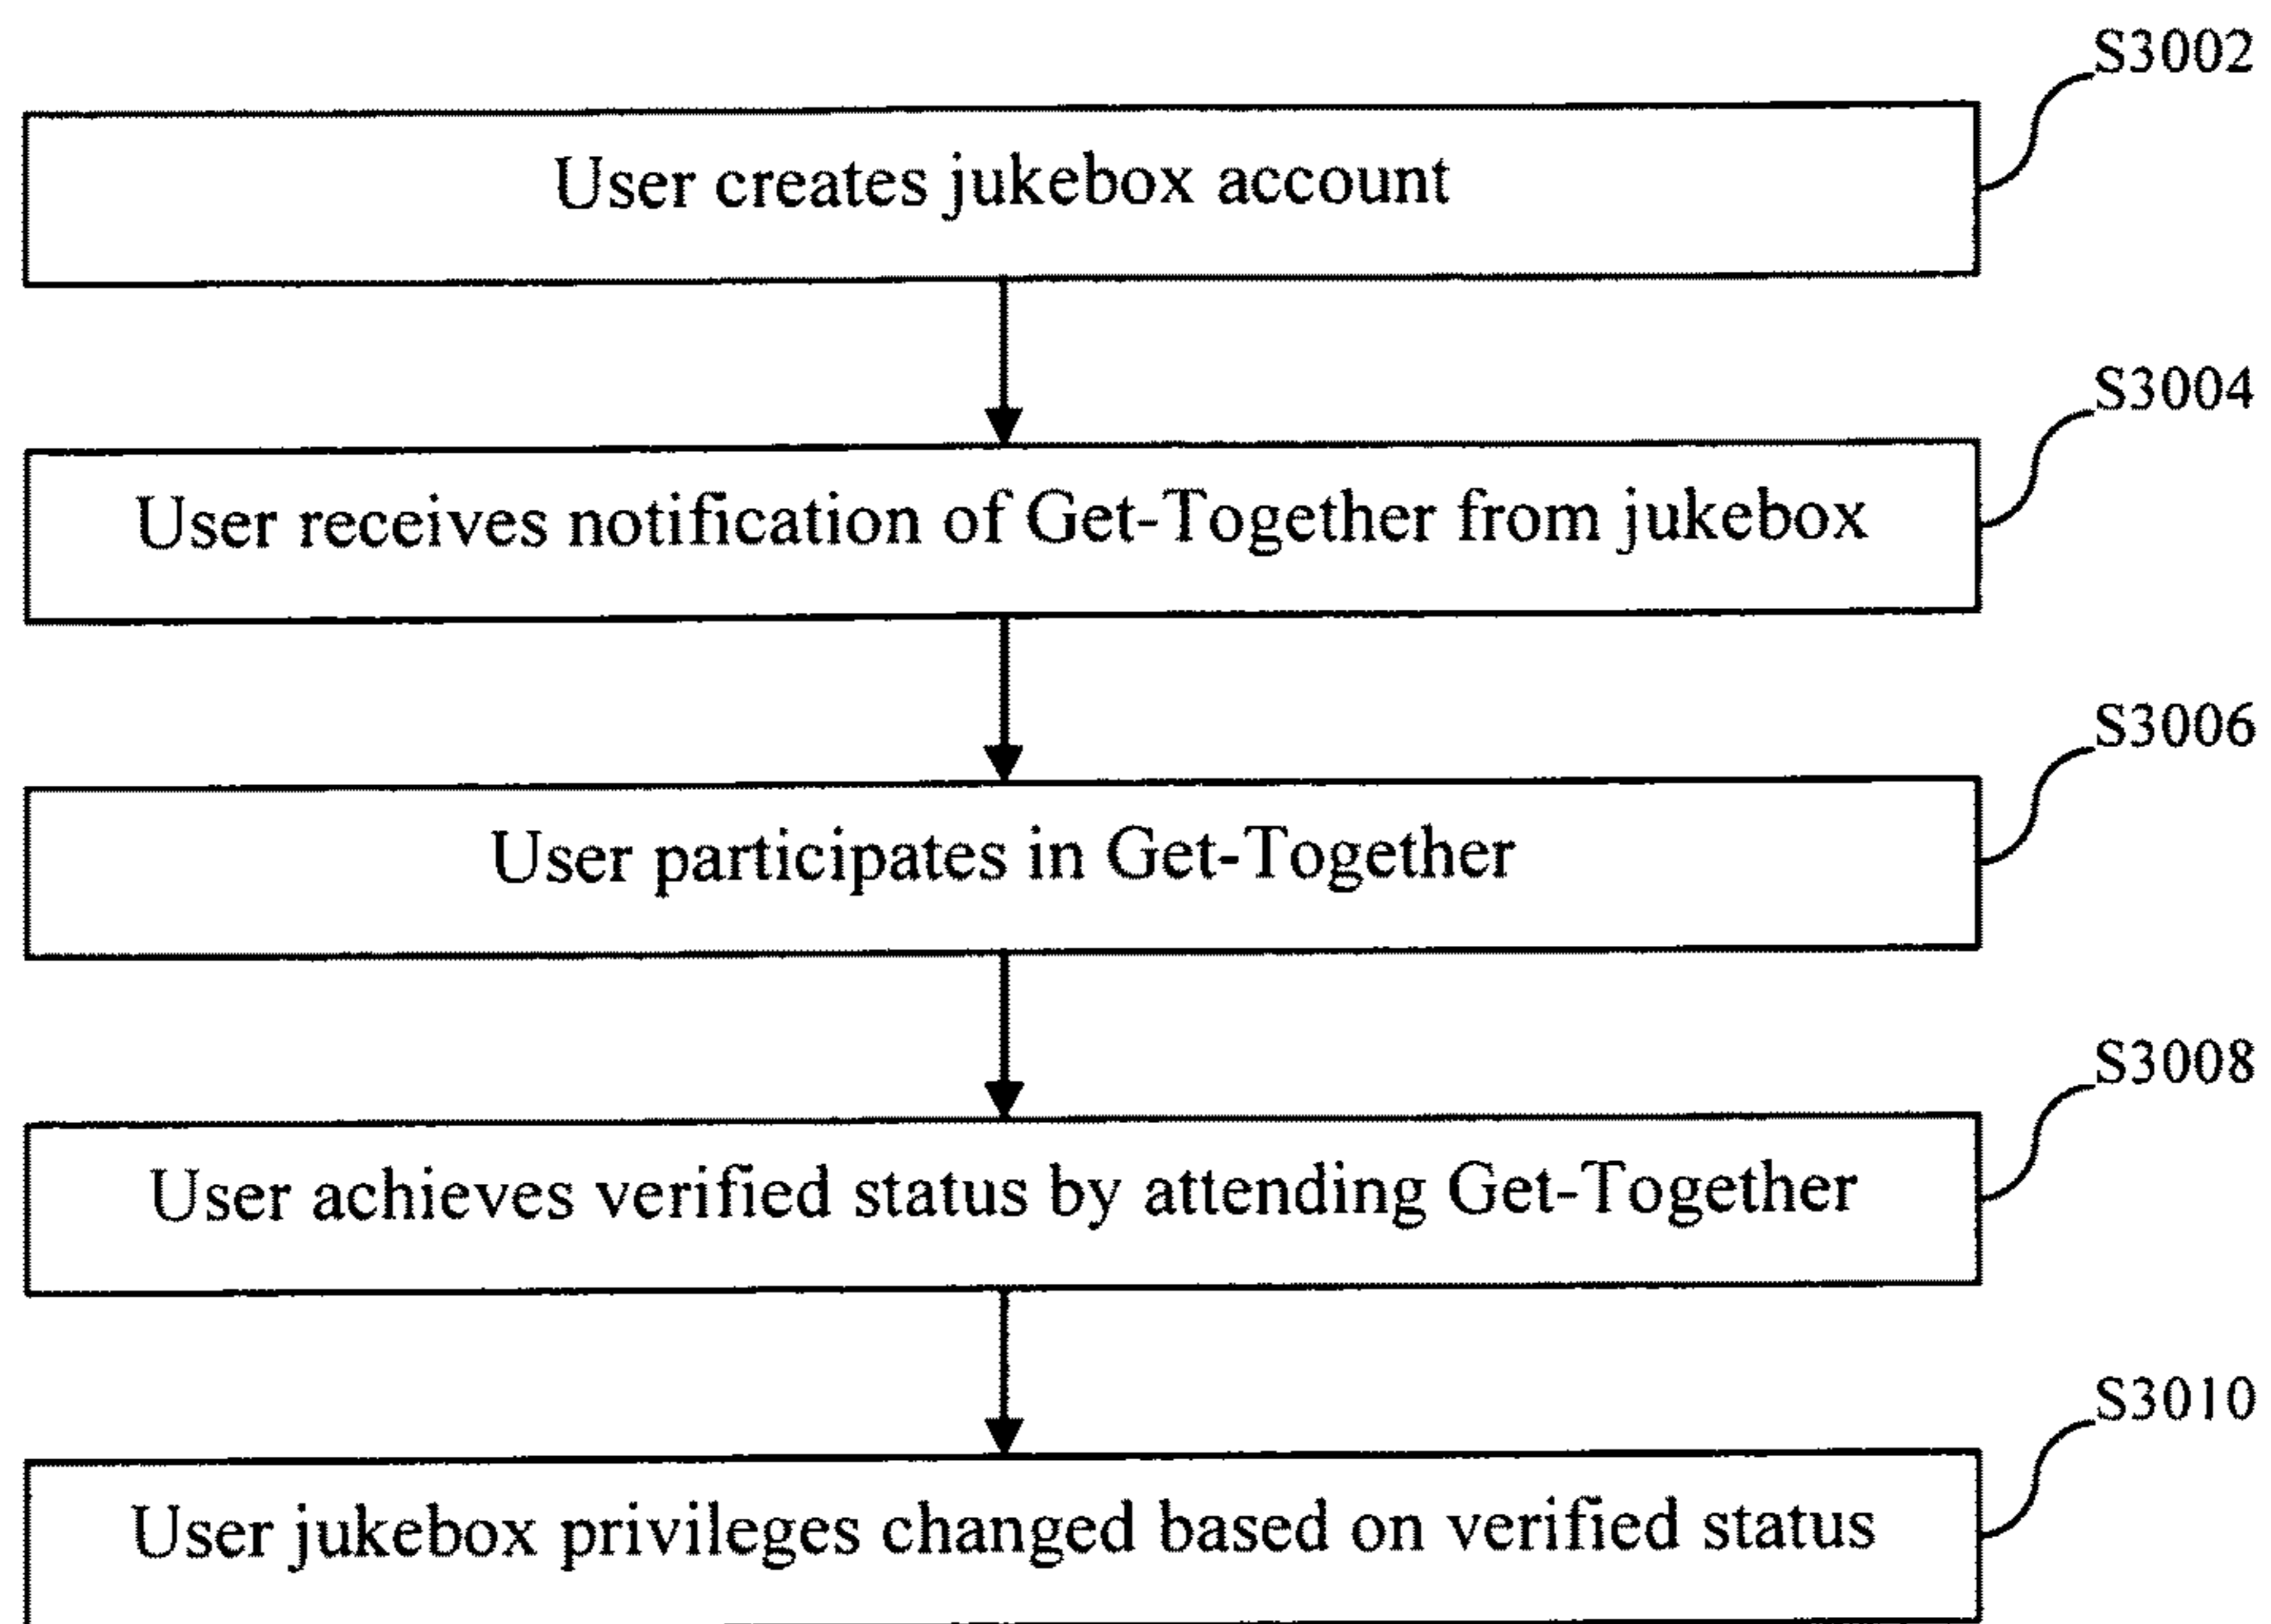 S3002
User creates jukebox account
S3004
User receives notification of Get-Together from jukebox
S3006
User participates in Get-Together
S3008
User achieves verified status by attending Get-Together
S3010
User jukebox privileges changed based on verified status